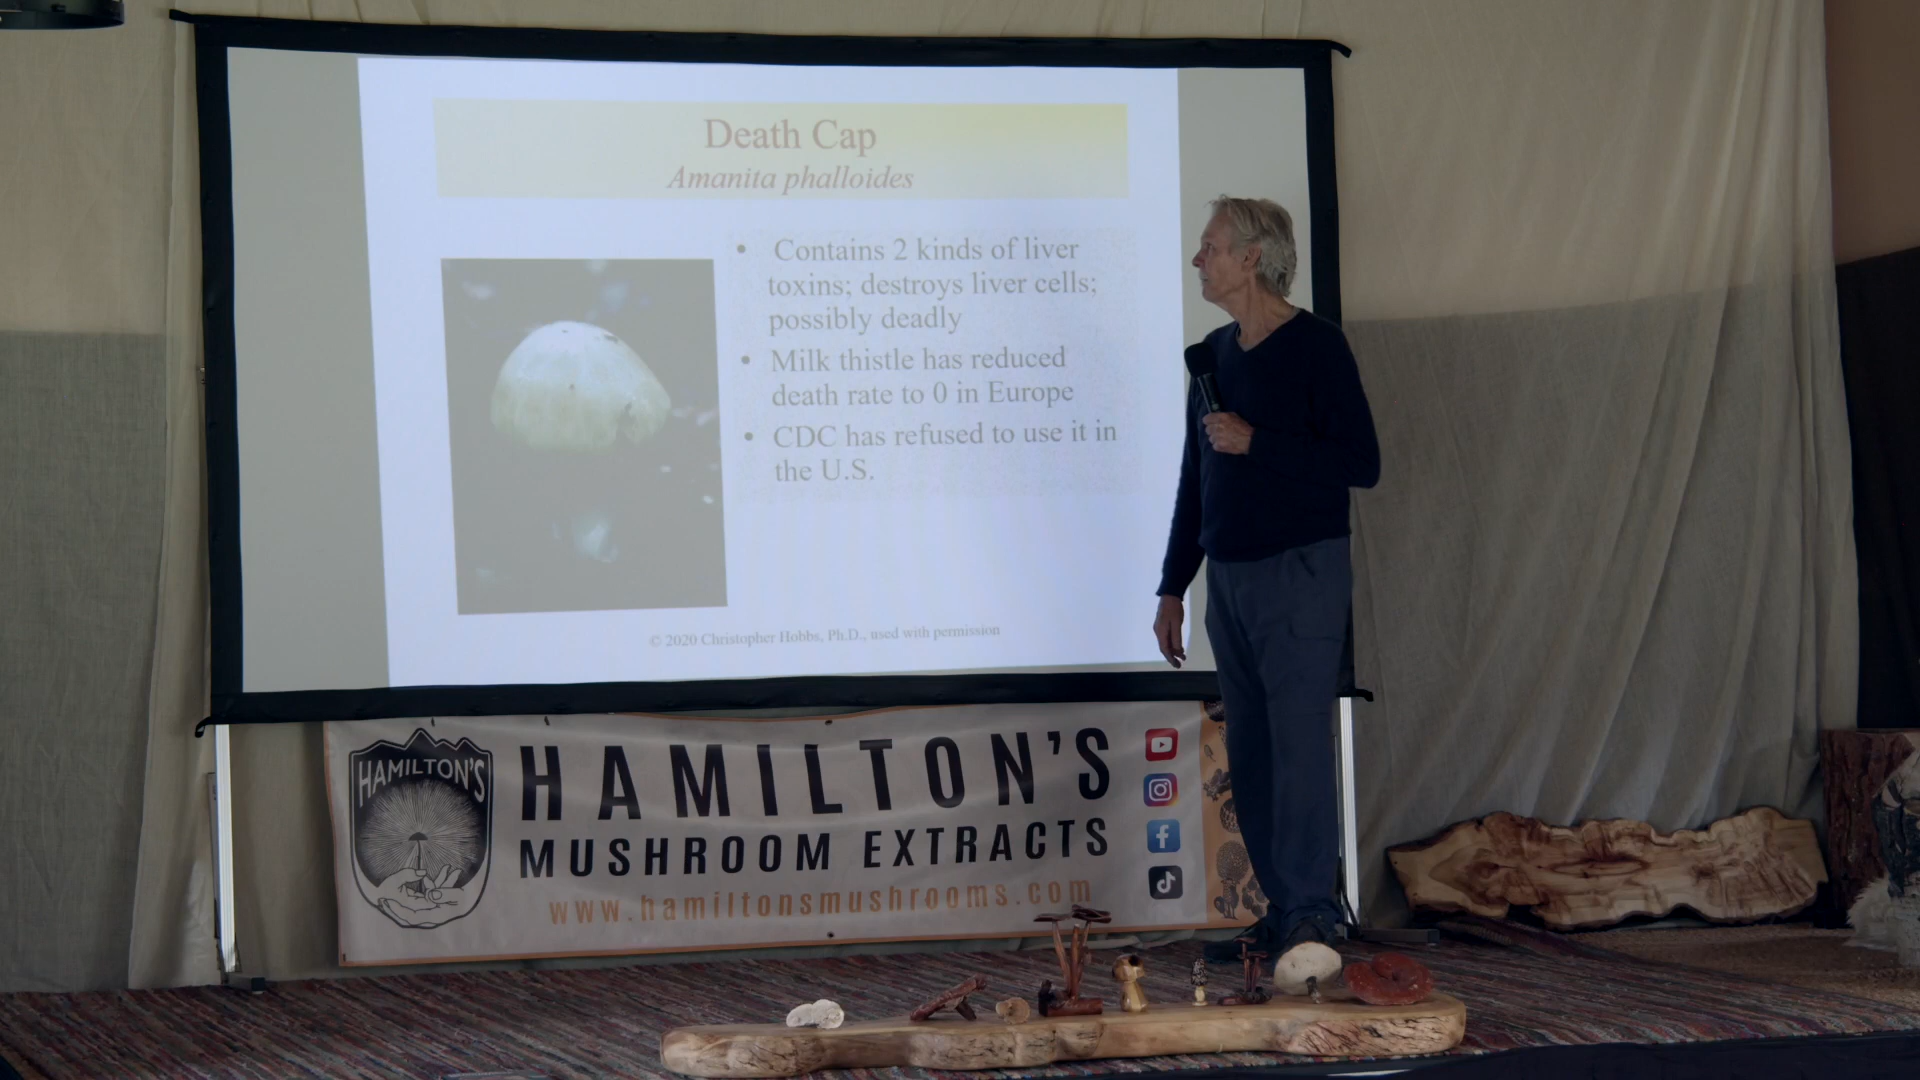 Death Cap
Amanita phalloides
• Contains 2 kinds of liver
toxins; destroys liver cells;
possibly deadly
• Milk thistle has reduced
death rate to 0 in Europe
• CDC has refused to use it in
the U.S.
© 2020 Christopher Hobbs, Ph.D., used with permission
HAMILTON'S
HAMILTON'S
MUSHROOM EXTRACTS
www.hamiltonsmushrooms.com